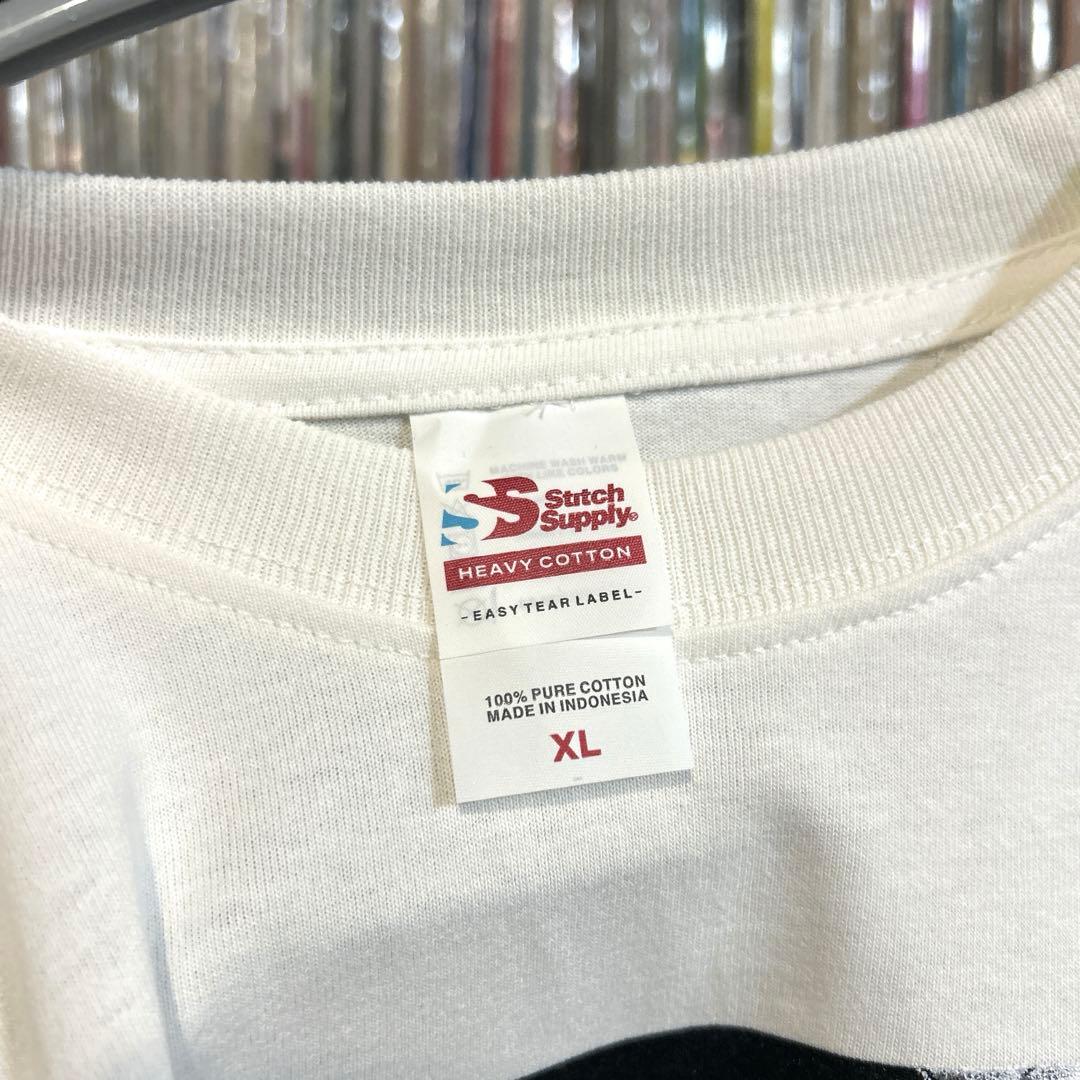 MACHINE WASH WARM
LIKE COLORS
SS Stitch
Supply®
HEAVY COTTON
- EASY TEAR LABEL -
100% PURE COTTON
MADE IN INDONESIA
XL